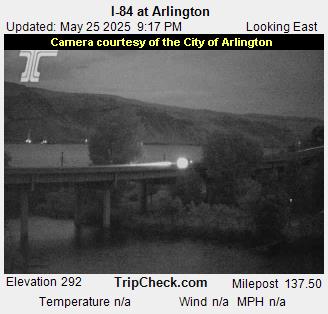 I-84 at Arlington
Updated: May 25 2025 9:17 PM Looking East
Camera courtesy of the City of Arlington
Elevation 292 TripCheck.com Milepost 137.50
Temperature n/a Wind n/a MPH n/a